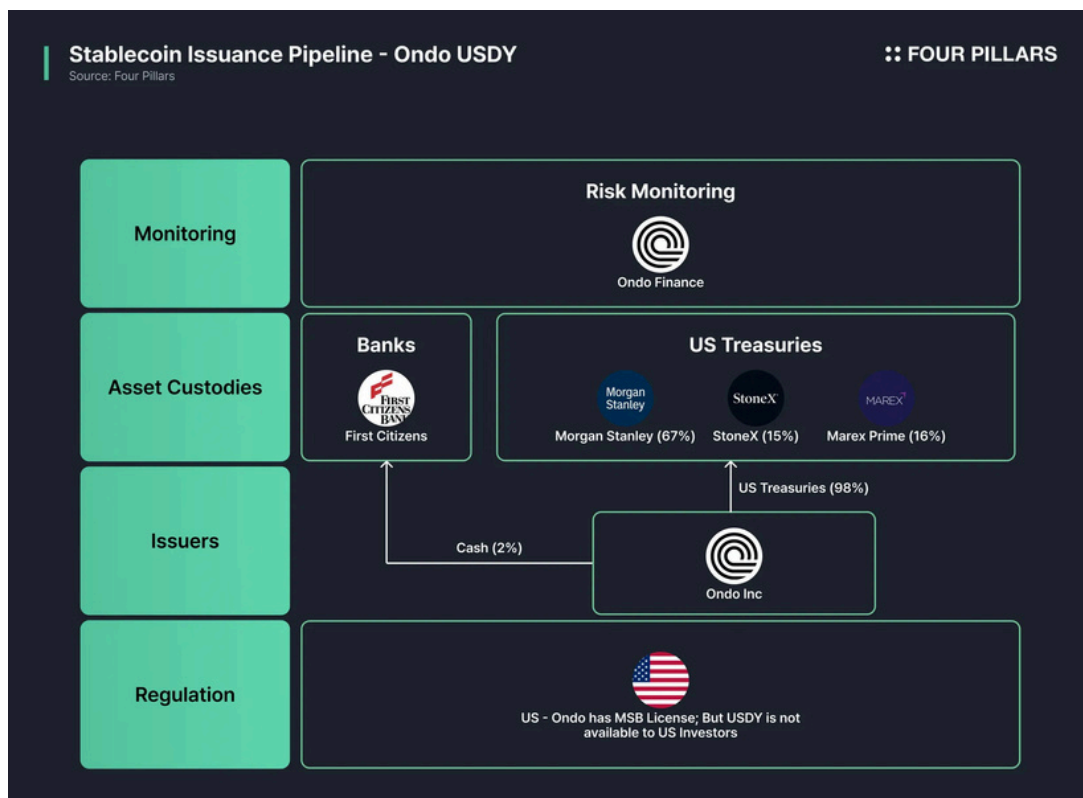 Stablecoin Issuance Pipeline - Ondo USDY
Source: Four Pillars
FOUR PILLARS
Monitoring
Risk Monitoring
Ondo Finance
Asset Custodies
Banks
FIRST
CITIZENS
BANK
First Citizens
US Treasuries
Morgan
Stanley
Morgan Stanley (67%)
StoneX
StoneX (15%)
MAREX
Marex Prime (16%)
US Treasuries (98%)
Issuers
Cash (2%)
Ondo Inc
Regulation
US - Ondo has MSB License; But USDY is not
available to US Investors